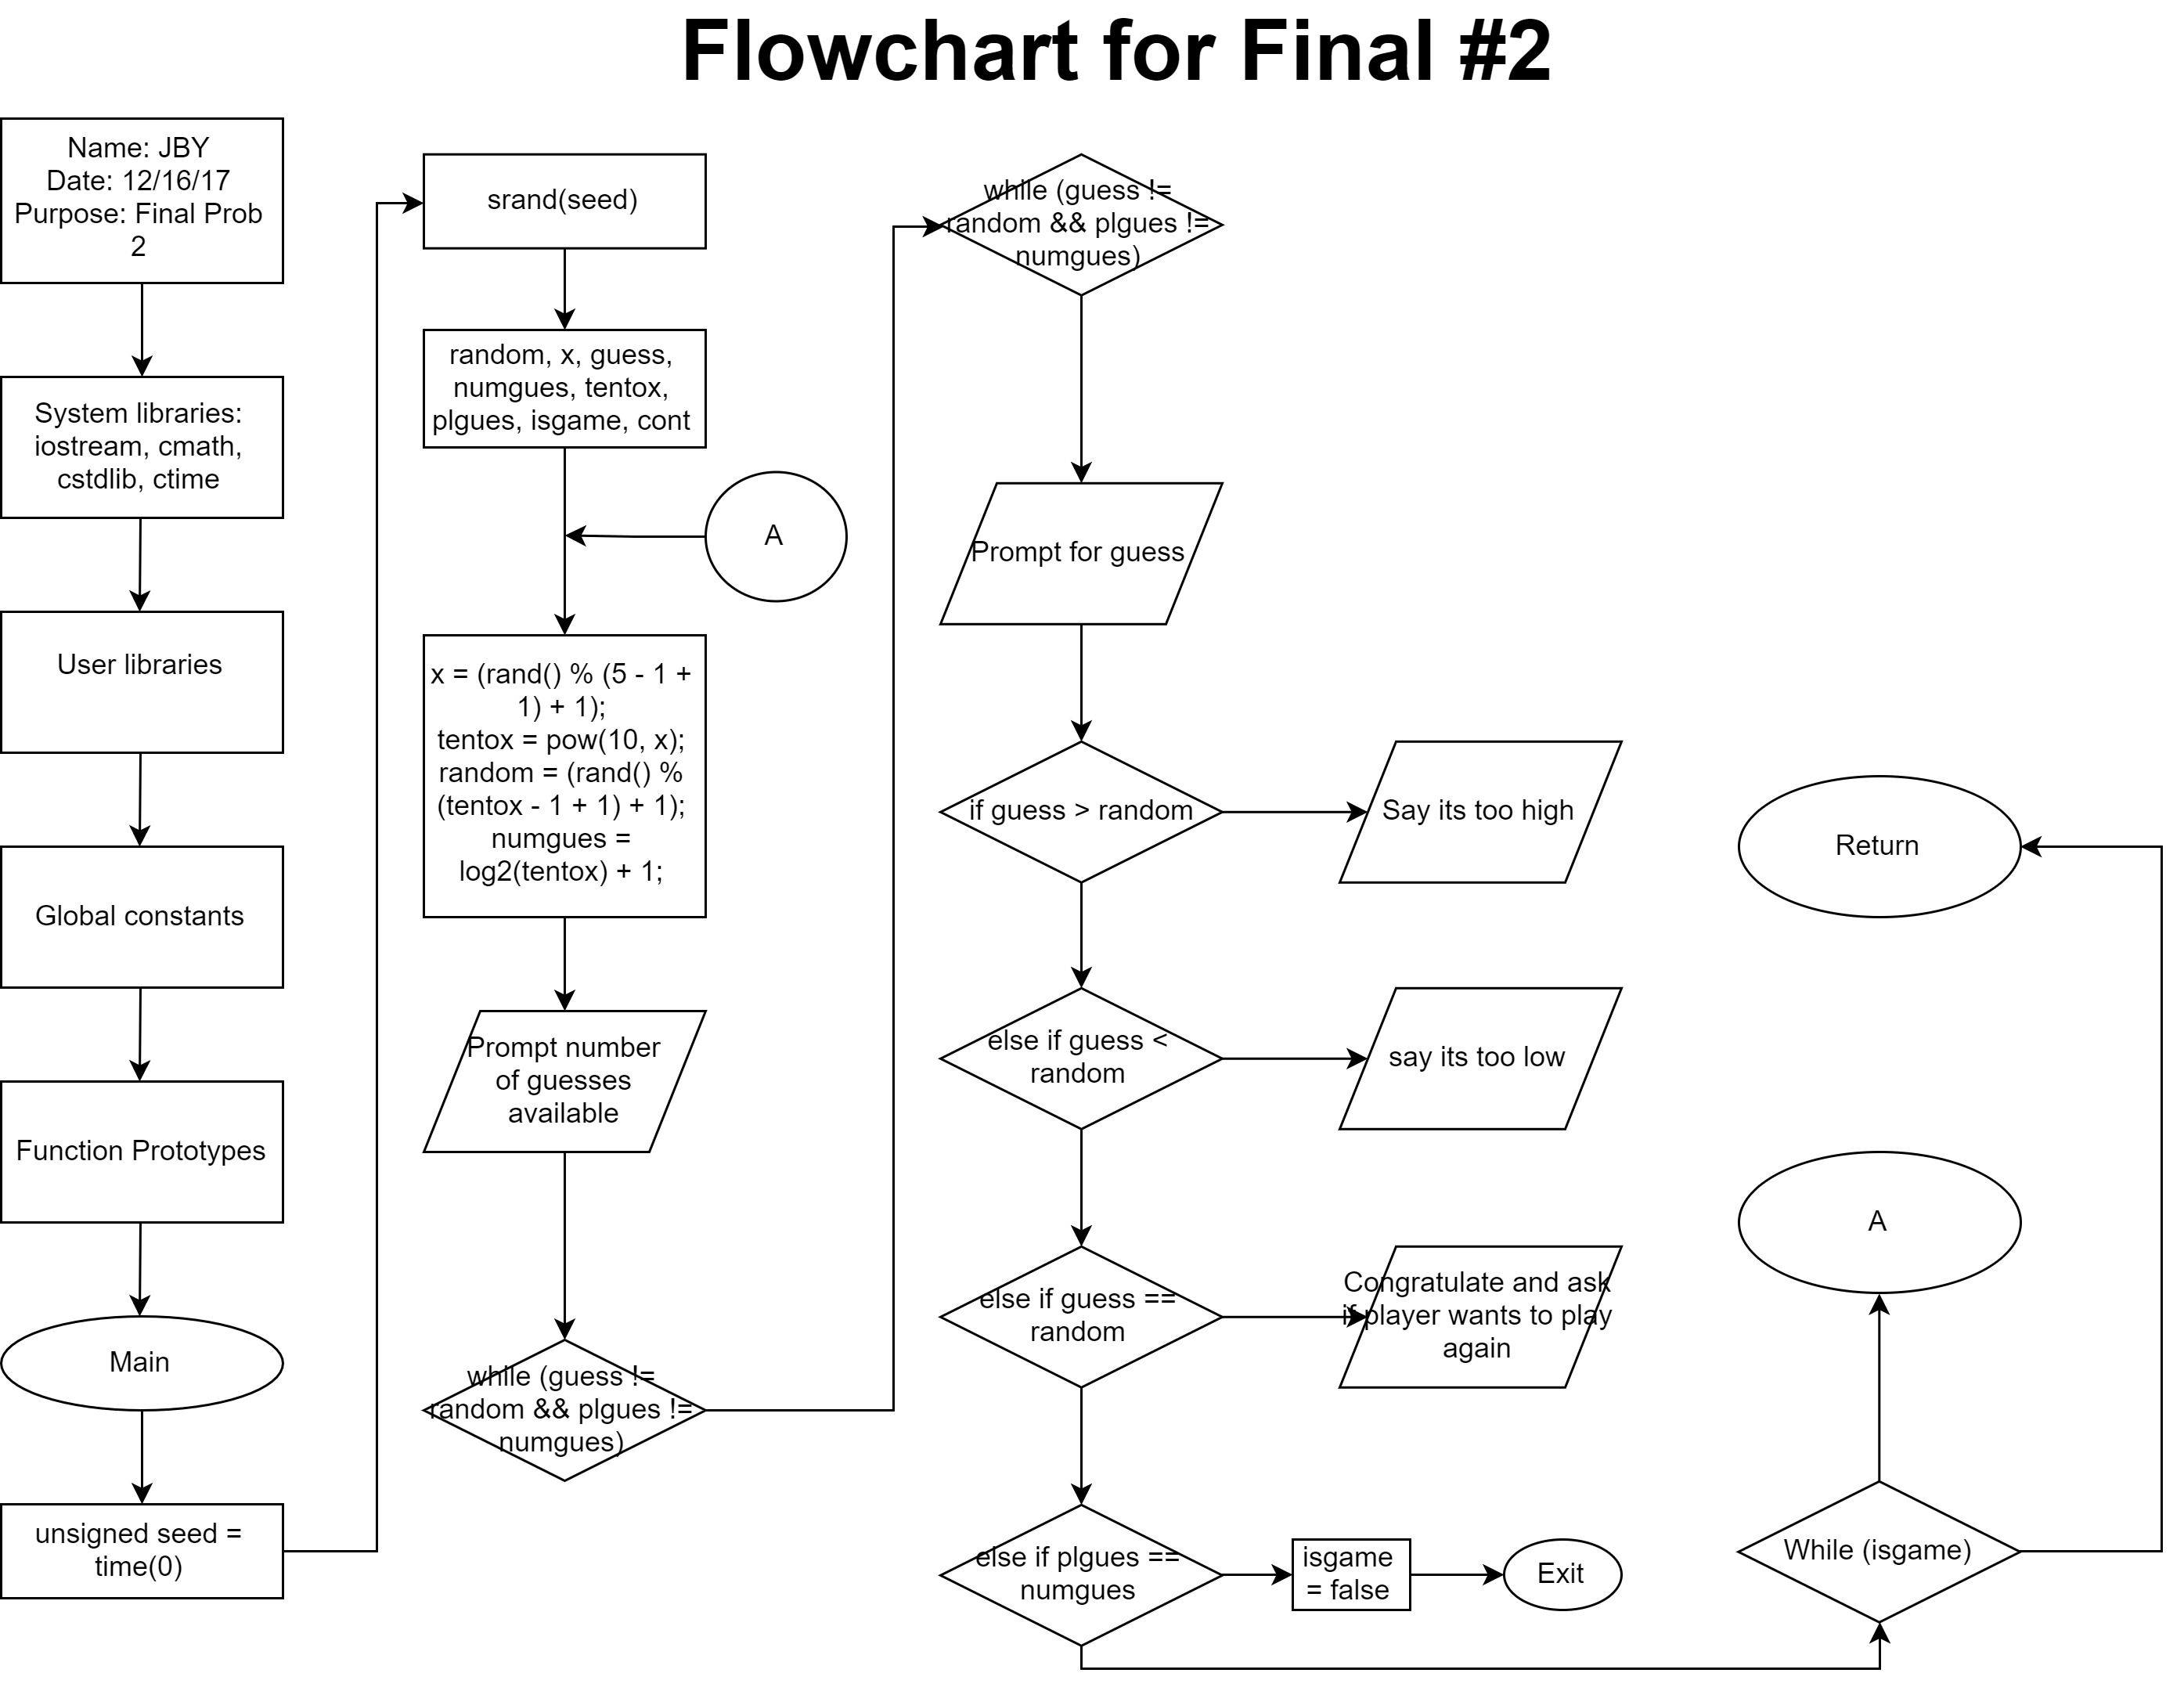 Flowchart for Final #2
Name: JBY
Date: 12/16/17
Purpose: Final Prob
2
System libraries:
iostream, cmath,
cstdlib, ctime
User libraries
Global constants
Function Prototypes
Main
unsigned seed =
time(0)
srand(seed)
random, x, guess,
numgues, tentox,
plgues, isgame, cont
A
x = (rand() % (5 - 1 +
1) + 1);
tentox = pow(10, x);
random = (rand() %
(tentox - 1 + 1) + 1);
numgues =
log2(tentox) + 1;
Prompt number
of guesses
available
while (guess !=
random && plgues !=
numgues)
while (guess !=
random && plgues !=
numgues)
Prompt for guess
if guess > random
Say its too high
else if guess <
random
say its too low
else if guess ==
random
Congratulate and ask
if player wants to play
again
else if plgues ==
numgues
isgame
= false
Exit
While (isgame)
A
Return